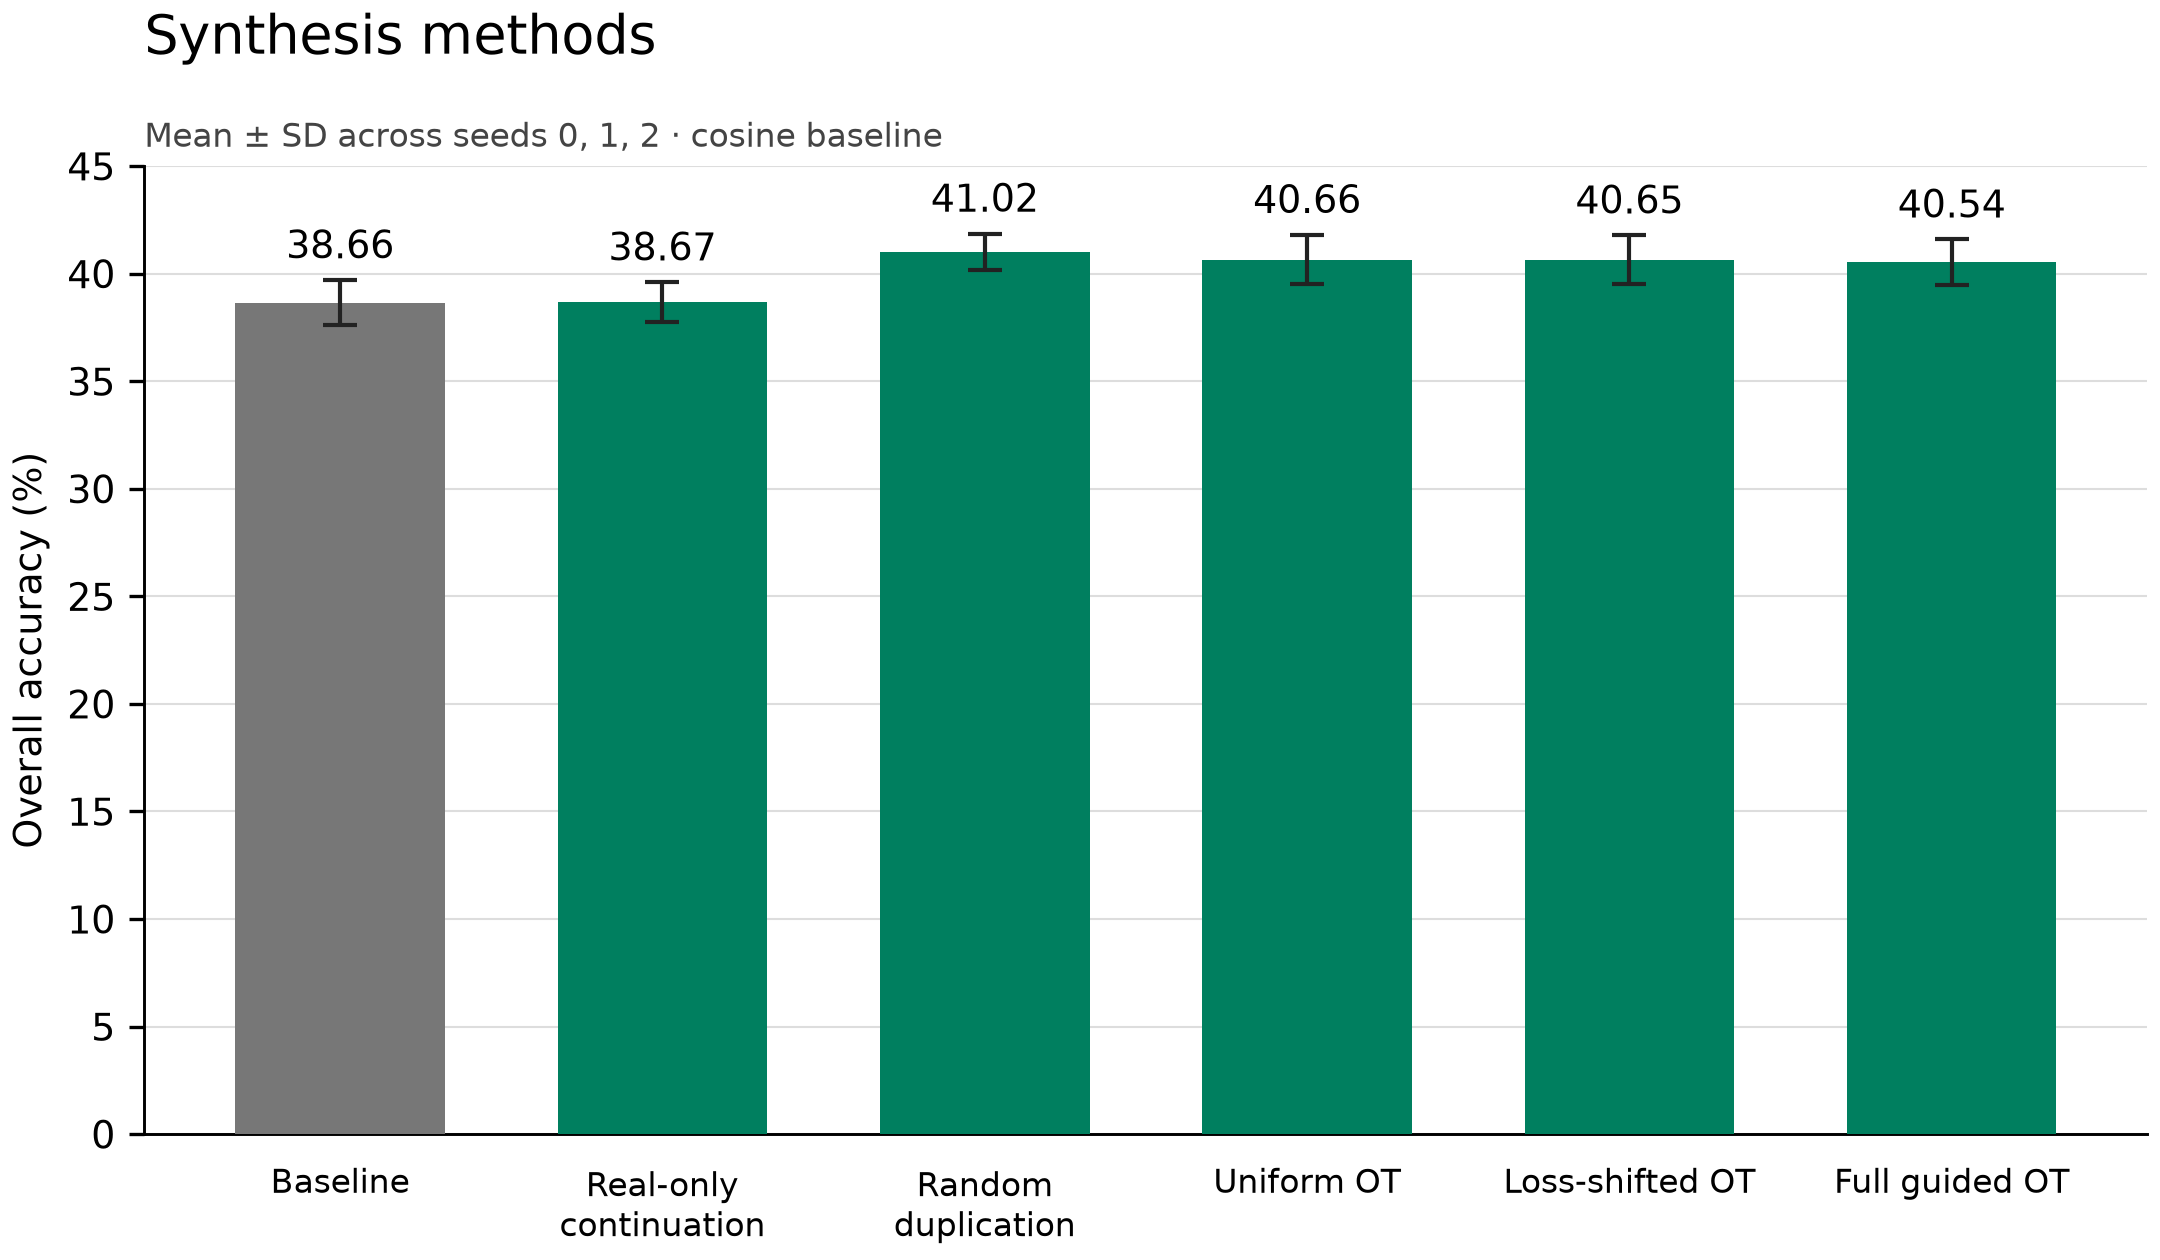 Synthesis methods
Mean ± SD across seeds 0, 1, 2 · cosine baseline
Overall accuracy (%)
45
40
35
30
25
20
15
10
5
0
38.66
38.67
41.02
40.66
40.65
40.54
Baseline
Real-only
continuation
Random
duplication
Uniform OT
Loss-shifted OT
Full guided OT